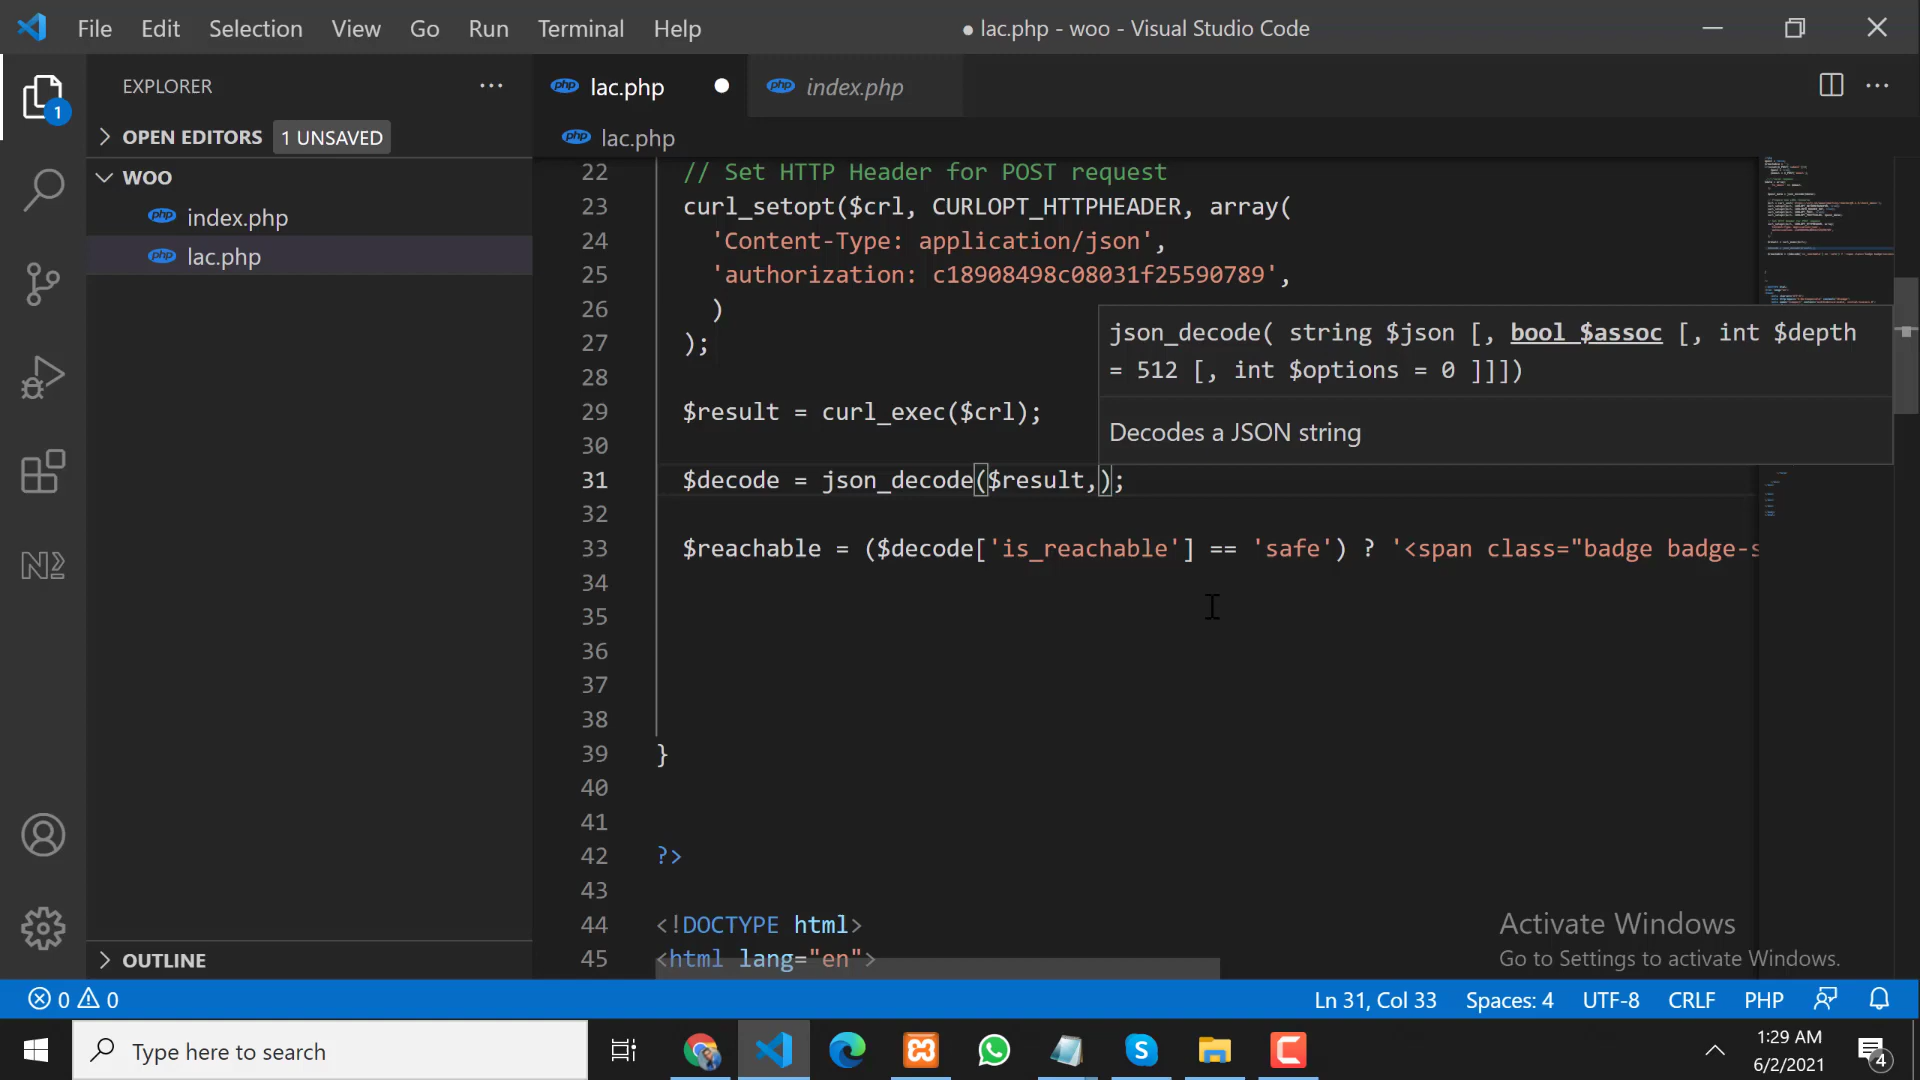 File Edit Selection View Go Run Terminal Help
● lac.php - woo - Visual Studio Code
EXPLORER
1
OPEN EDITORS 1 UNSAVED
WOO
php index.php
php lac.php
OUTLINE
php lac.php
php index.php
php lac.php
22 // Set HTTP Header for POST request
23 curl_setopt($crl, CURLOPT_HTTPHEADER, array(
24 'Content-Type: application/json',
25 'authorization: c18908498c08031f25590789',
26 )
27 );
28
29 $result = curl_exec($crl);
30
31 $decode = json_decode($result,);
32
33 $reachable = ($decode['is_reachable'] == 'safe') ? '<span class="badge badge-s
34
35
36
37
38
39 }
40
41
42 ?>
43
44 <!DOCTYPE html>
45 <html lang="en">
json_decode( string $json [, bool $assoc [, int $depth
= 512 [, int $options = 0 ]]])
Decodes a JSON string
Activate Windows
Go to Settings to activate Windows.
0 0
Ln 31, Col 33 Spaces: 4 UTF-8 CRLF PHP
Type here to search
1:29 AM
6/2/2021
4